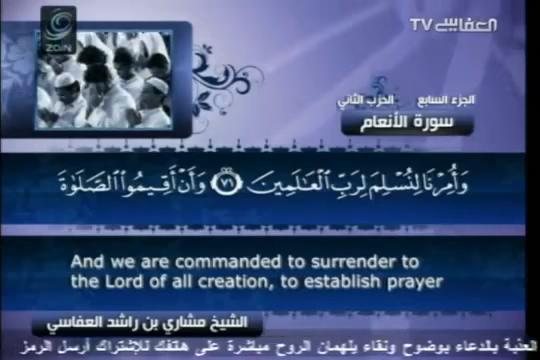 ZAIN
العفاسي TV
الجزء السابع الحزب الثاني
سورة الأنعام
وَأُمِرْنَا لِنُسْلِمَ لِرَبِّ ٱلْعَٰلَمِينَ ۝٧١ وَأَنْ أَقِيمُوا۟ ٱلصَّلَوٰةَ
And we are commanded to surrender to
the Lord of all creation, to establish prayer
الشيخ مشاري بن راشد العفاسي
العذبة بالدعاء بوضوح ونقاء يلهمان الروح مباشرة على هاتفك للإشتراك أرسل الرمز